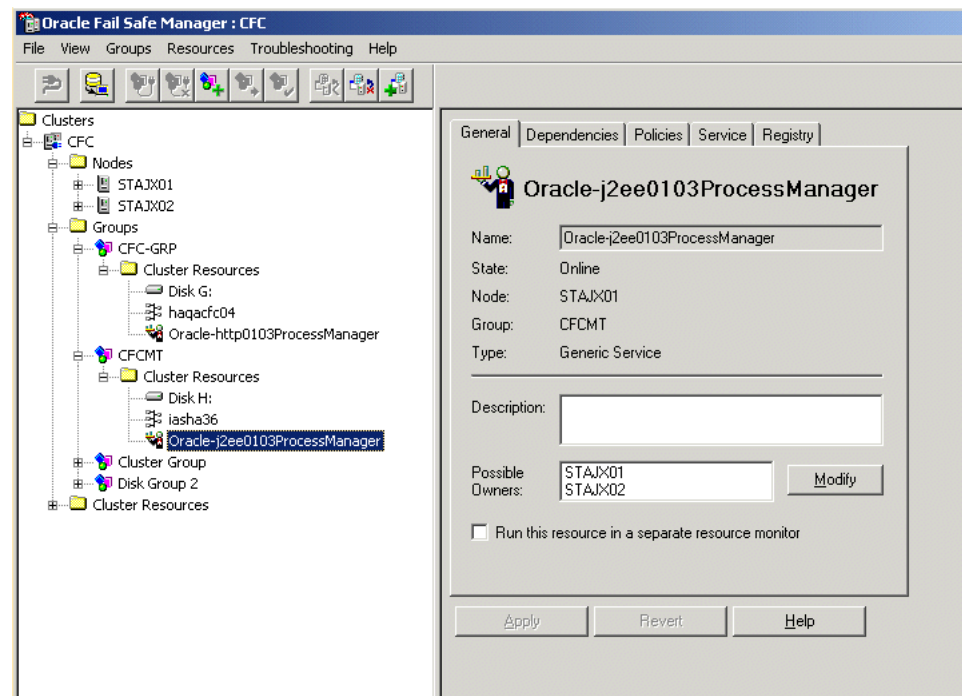 Oracle Fail Safe Manager : CFC
File View Groups Resources Troubleshooting Help
Clusters
CFC
Nodes
STAJX01
STAJX02
Groups
CFC-GRP
Cluster Resources
Disk G:
haqacfc04
Oracle-http0103ProcessManager
CFCMT
Cluster Resources
Disk H:
iasha36
Oracle-j2ee0103ProcessManager
Cluster Group
Disk Group 2
Cluster Resources
General Dependencies Policies Service Registry
Oracle-j2ee0103ProcessManager
Name: Oracle-j2ee0103ProcessManager
State: Online
Node: STAJX01
Group: CFCMT
Type: Generic Service
Description:
Possible Owners:
STAJX01
STAJX02
Modify
Run this resource in a separate resource monitor
Apply Revert Help